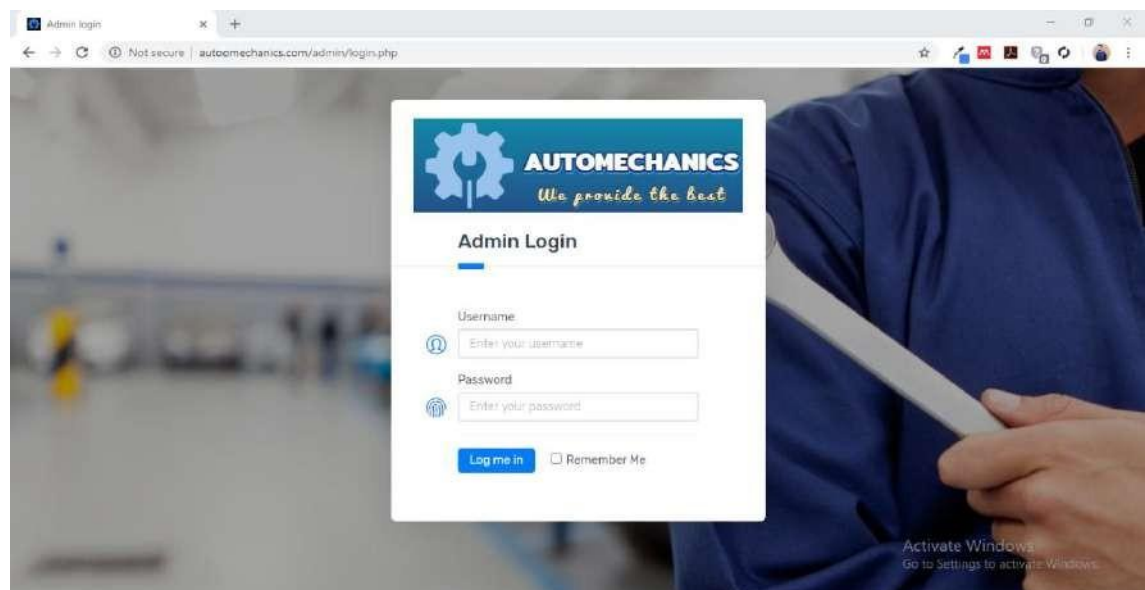 Admin login
Not secure | autoomechanics.com/admin/login.php
AUTOMECHANICS
We provide the best
Admin Login
Username
Enter your username
Password
Enter your password
Log me in
Remember Me
Activate Windows
Go to Settings to activate Windows.